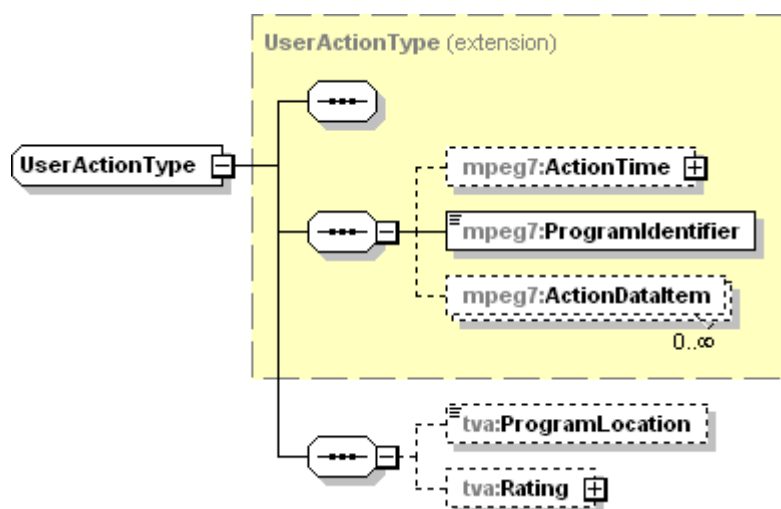 UserActionType (extension)
UserActionType
mpeg7:ActionTime
mpeg7:ProgramIdentifier
mpeg7:ActionDataItem
0..∞
tva:ProgramLocation
tva:Rating